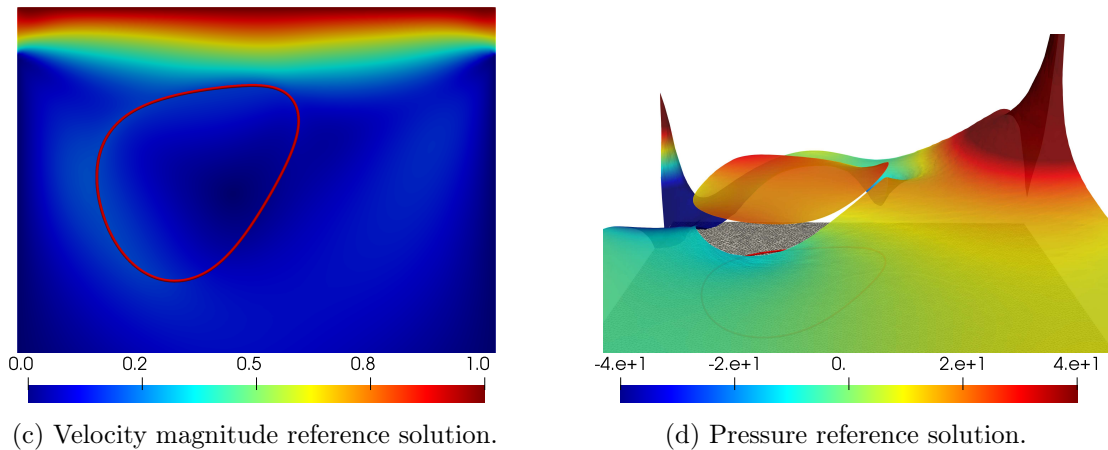 0.0 0.2 0.5 0.8 1.0
-4.e+1 -2.e+1 0. 2.e+1 4.e+1
(c) Velocity magnitude reference solution.
(d) Pressure reference solution.